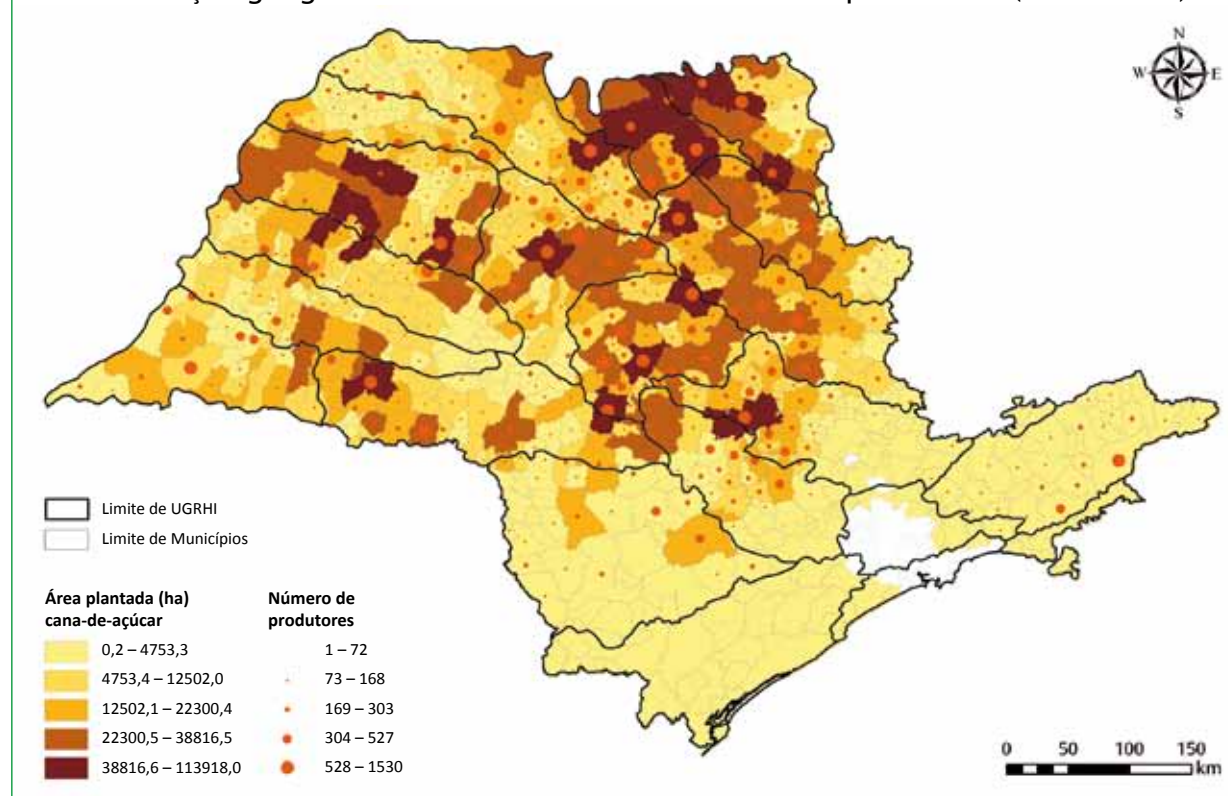 N
W E
S
Limite de UGRHI
Limite de Municípios
Área plantada (ha)
cana-de-açúcar
0,2 – 4753,3
4753,4 – 12502,0
12502,1 – 22300,4
22300,5 – 38816,5
38816,6 – 113918,0
Número de
produtores
1 – 72
73 – 168
169 – 303
304 – 527
528 – 1530
0 50 100 150
km